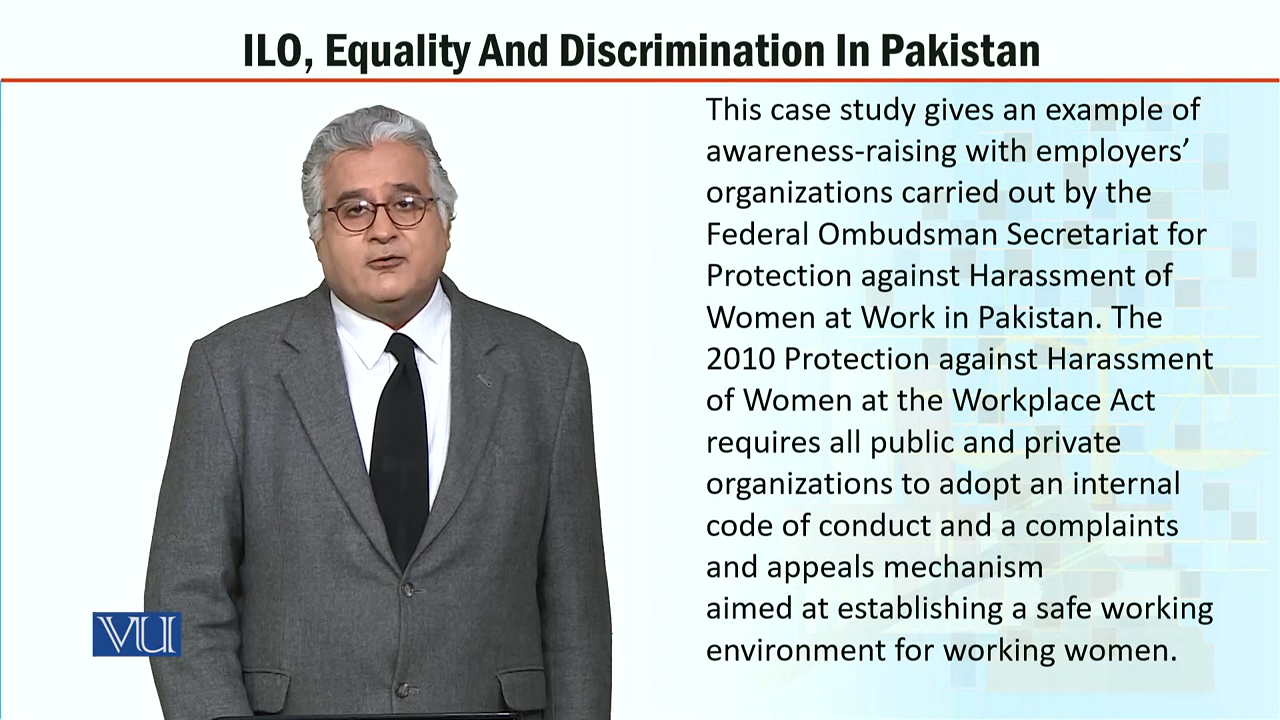 ILO, Equality And Discrimination In Pakistan
This case study gives an example of
awareness-raising with employers’
organizations carried out by the
Federal Ombudsman Secretariat for
Protection against Harassment of
Women at Work in Pakistan. The
2010 Protection against Harassment
of Women at the Workplace Act
requires all public and private
organizations to adopt an internal
code of conduct and a complaints
and appeals mechanism
aimed at establishing a safe working
environment for working women.
VU